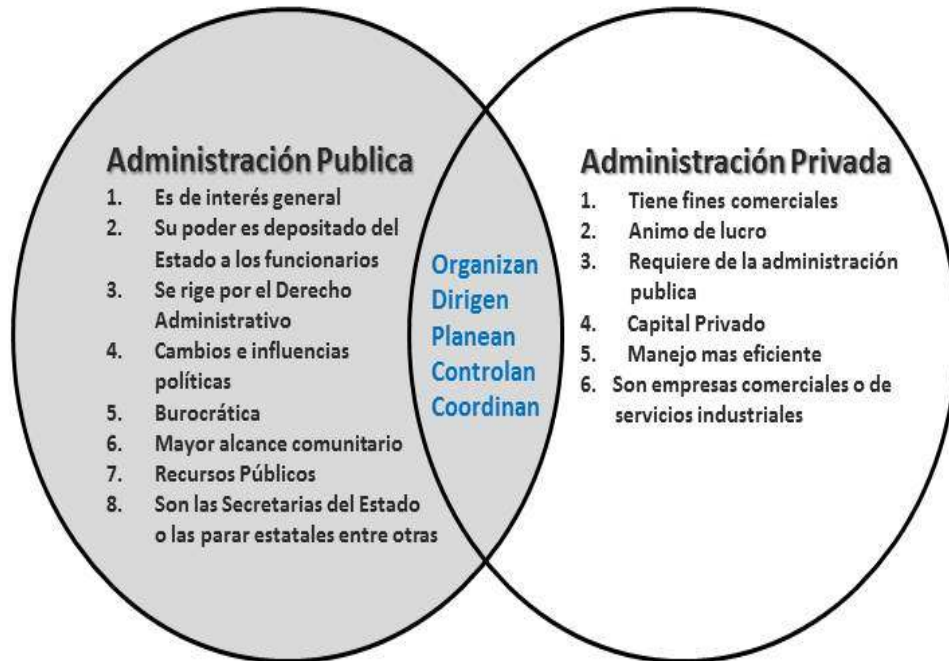 Administración Publica
1. Es de interés general
2. Su poder es depositado del
Estado a los funcionarios
3. Se rige por el Derecho
Administrativo
4. Cambios e influencias
políticas
5. Burocrática
6. Mayor alcance comunitario
7. Recursos Públicos
8. Son las Secretarias del Estado
o las parar estatales entre otras
Organizan
Dirigen
Planean
Controlan
Coordinan
Administración Privada
1. Tiene fines comerciales
2. Animo de lucro
3. Requiere de la administración
publica
4. Capital Privado
5. Manejo mas eficiente
6. Son empresas comerciales o de
servicios industriales